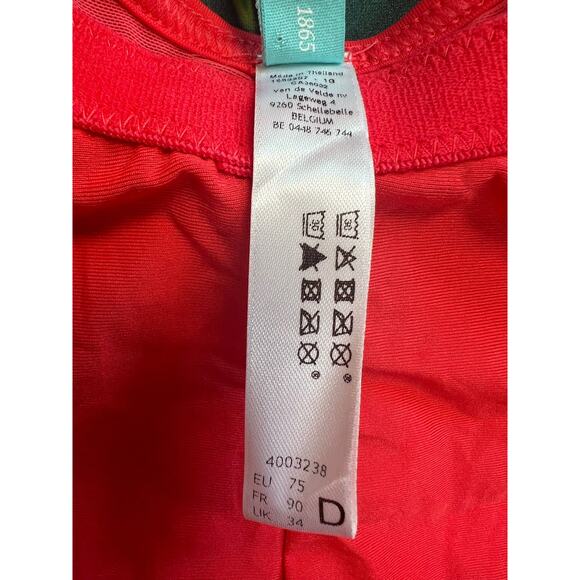 1865
Made in Thailand
CA36032
van de Velde nv
Lageweg 4
9260 Schellebelle
BELGIUM
BE 0448 746 744
30 30
®
®
4003238
EU 75
FR 90
UK 34
D